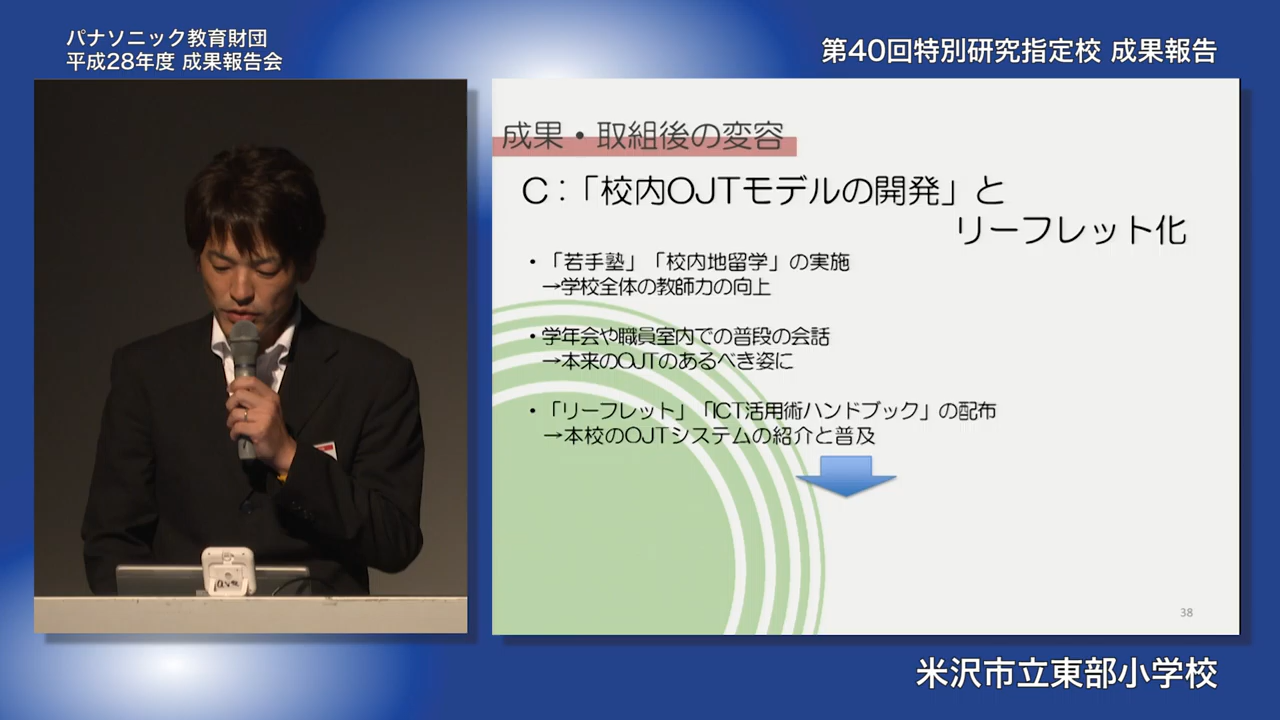 パナソニック教育財団
平成28年度 成果報告会
第40回特別研究指定校 成果報告
成果・取組後の変容
C：「校内OJTモデルの開発」と
リーフレット化
・「若手塾」「校内地留学」の実施
→学校全体の教師力の向上
・学年会や職員室内での普段の会話
→本来のOJTのあるべき姿に
・「リーフレット」「ICT活用術ハンドブック」の配布
→本校のOJTシステムの紹介と普及
38
米沢市立東部小学校